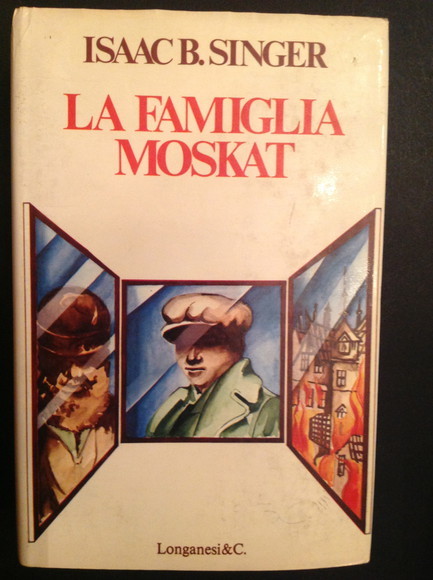 ISAAC B. SINGER
LA FAMIGLIA
MOSKAT
Longanesi&C.